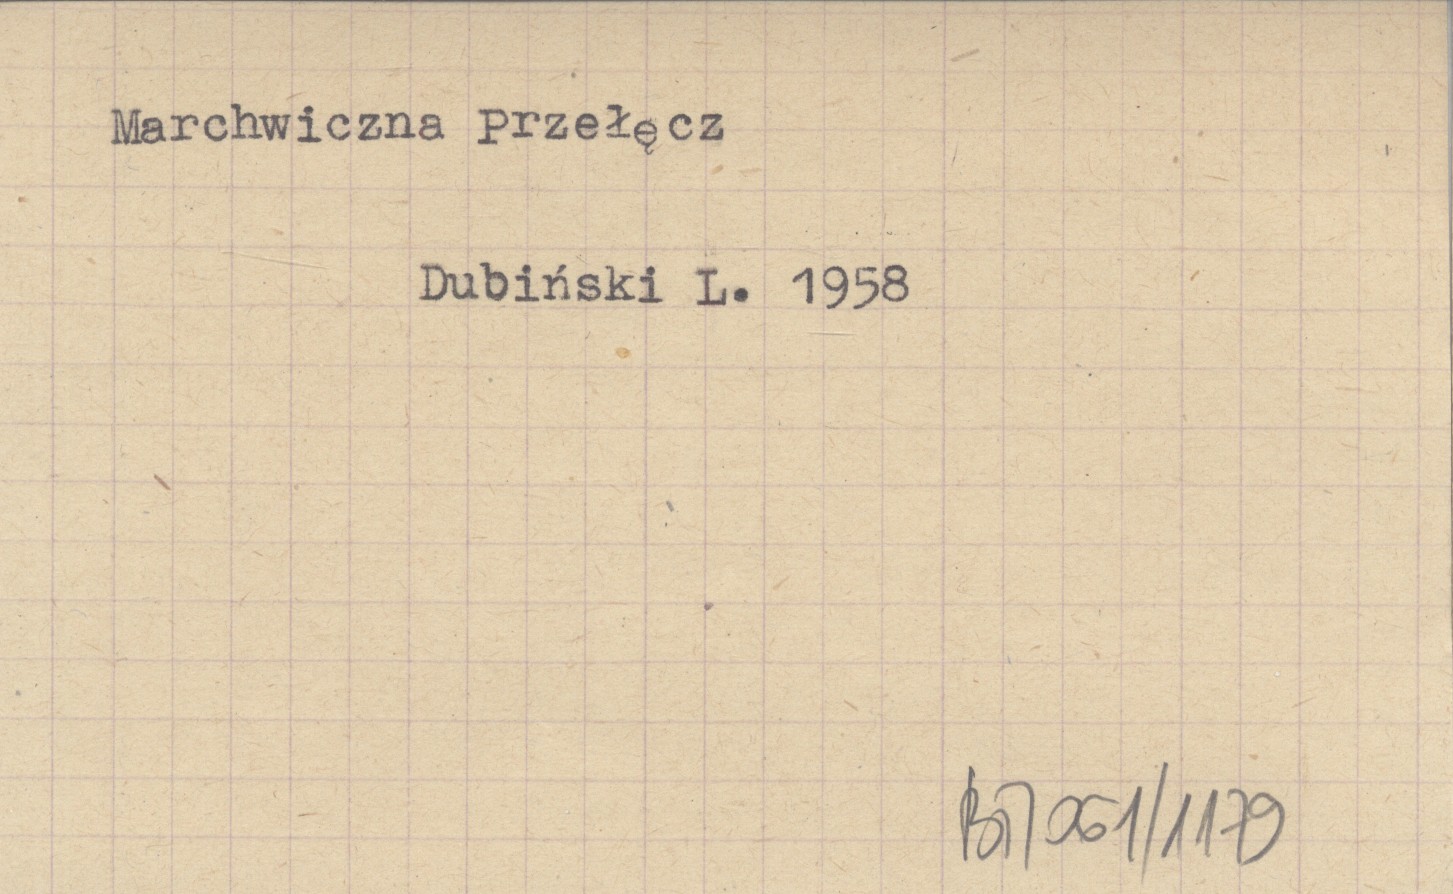 Marchwiczna przełęcz
Dubiński L. 1958
061/1179